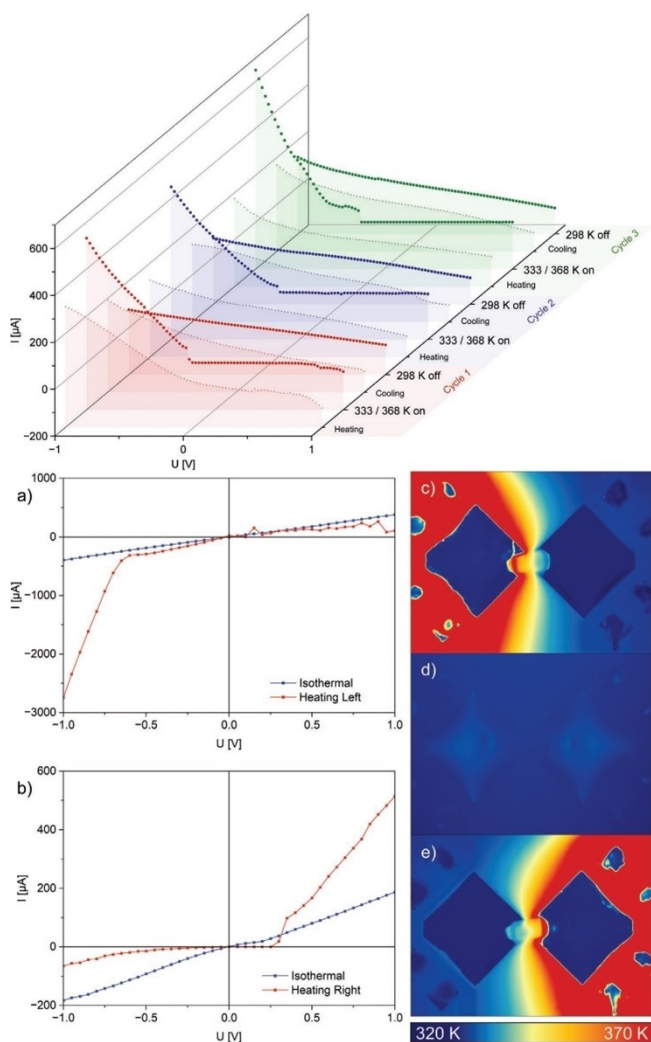 600
400
200
0
−200
I [µA]
−1
0
1
U [V]
298 K off
Cooling
333 / 368 K on
Heating
298 K off
Cooling
333 / 368 K on
Heating
298 K off
Cooling
333 / 368 K on
Heating
Cycle 3
Cycle 2
Cycle 1
a)
1000
0
−1000
−2000
−3000
I [µA]
Isothermal
Heating Left
−1.0 −0.5 0.0 0.5 1.0
U [V]
b)
600
400
200
0
−200
I [µA]
Isothermal
Heating Right
−1.0 −0.5 0.0 0.5 1.0
U [V]
c)
d)
e)
320 K 370 K